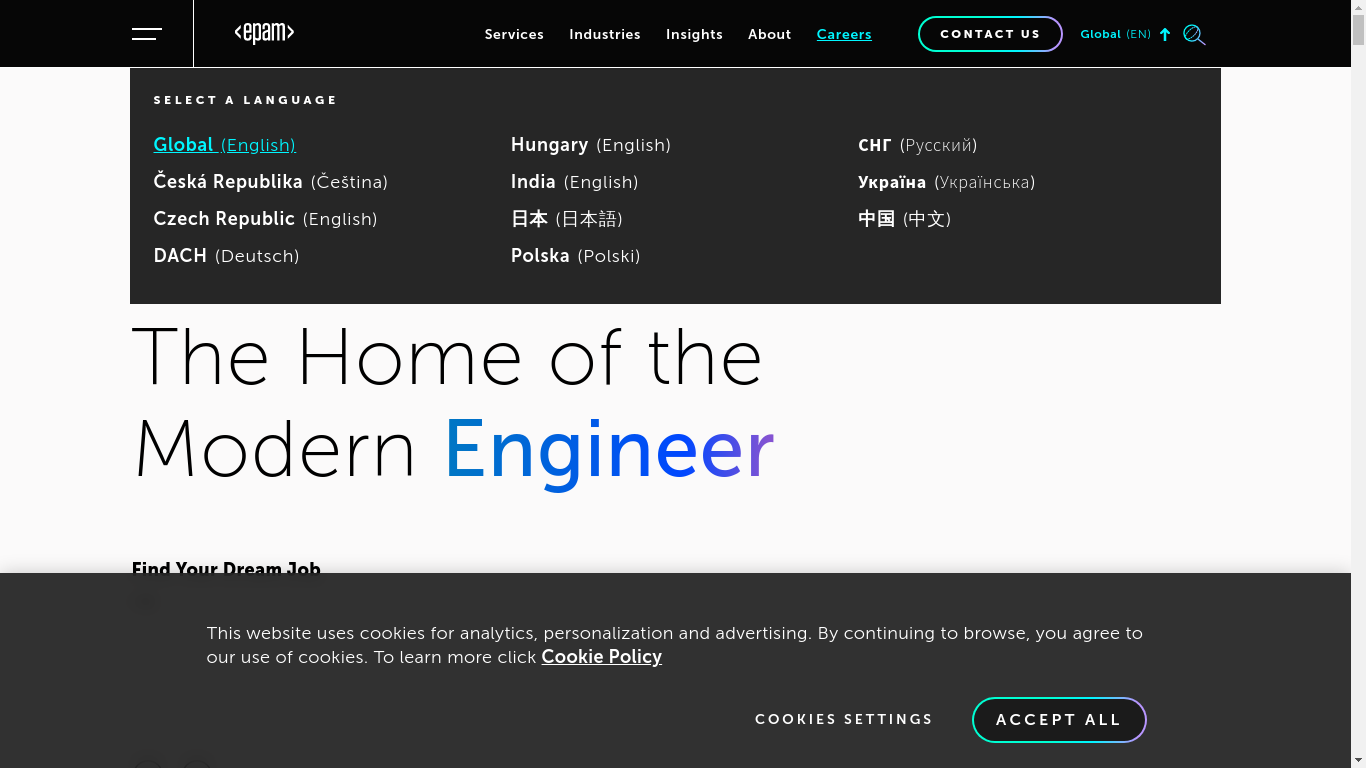 <epam>
Services Industries Insights About Careers CONTACT US Global (EN)
SELECT A LANGUAGE
Global (English)
Česká Republika (Čeština)
Czech Republic (English)
DACH (Deutsch)
Hungary (English)
India (English)
日本 (日本語)
Polska (Polski)
СНГ (Русский)
Україна (Українська)
中国 (中文)
The Home of the
Modern Engineer
Find Your Dream Job
This website uses cookies for analytics, personalization and advertising. By continuing to browse, you agree to
our use of cookies. To learn more click Cookie Policy
COOKIES SETTINGS ACCEPT ALL